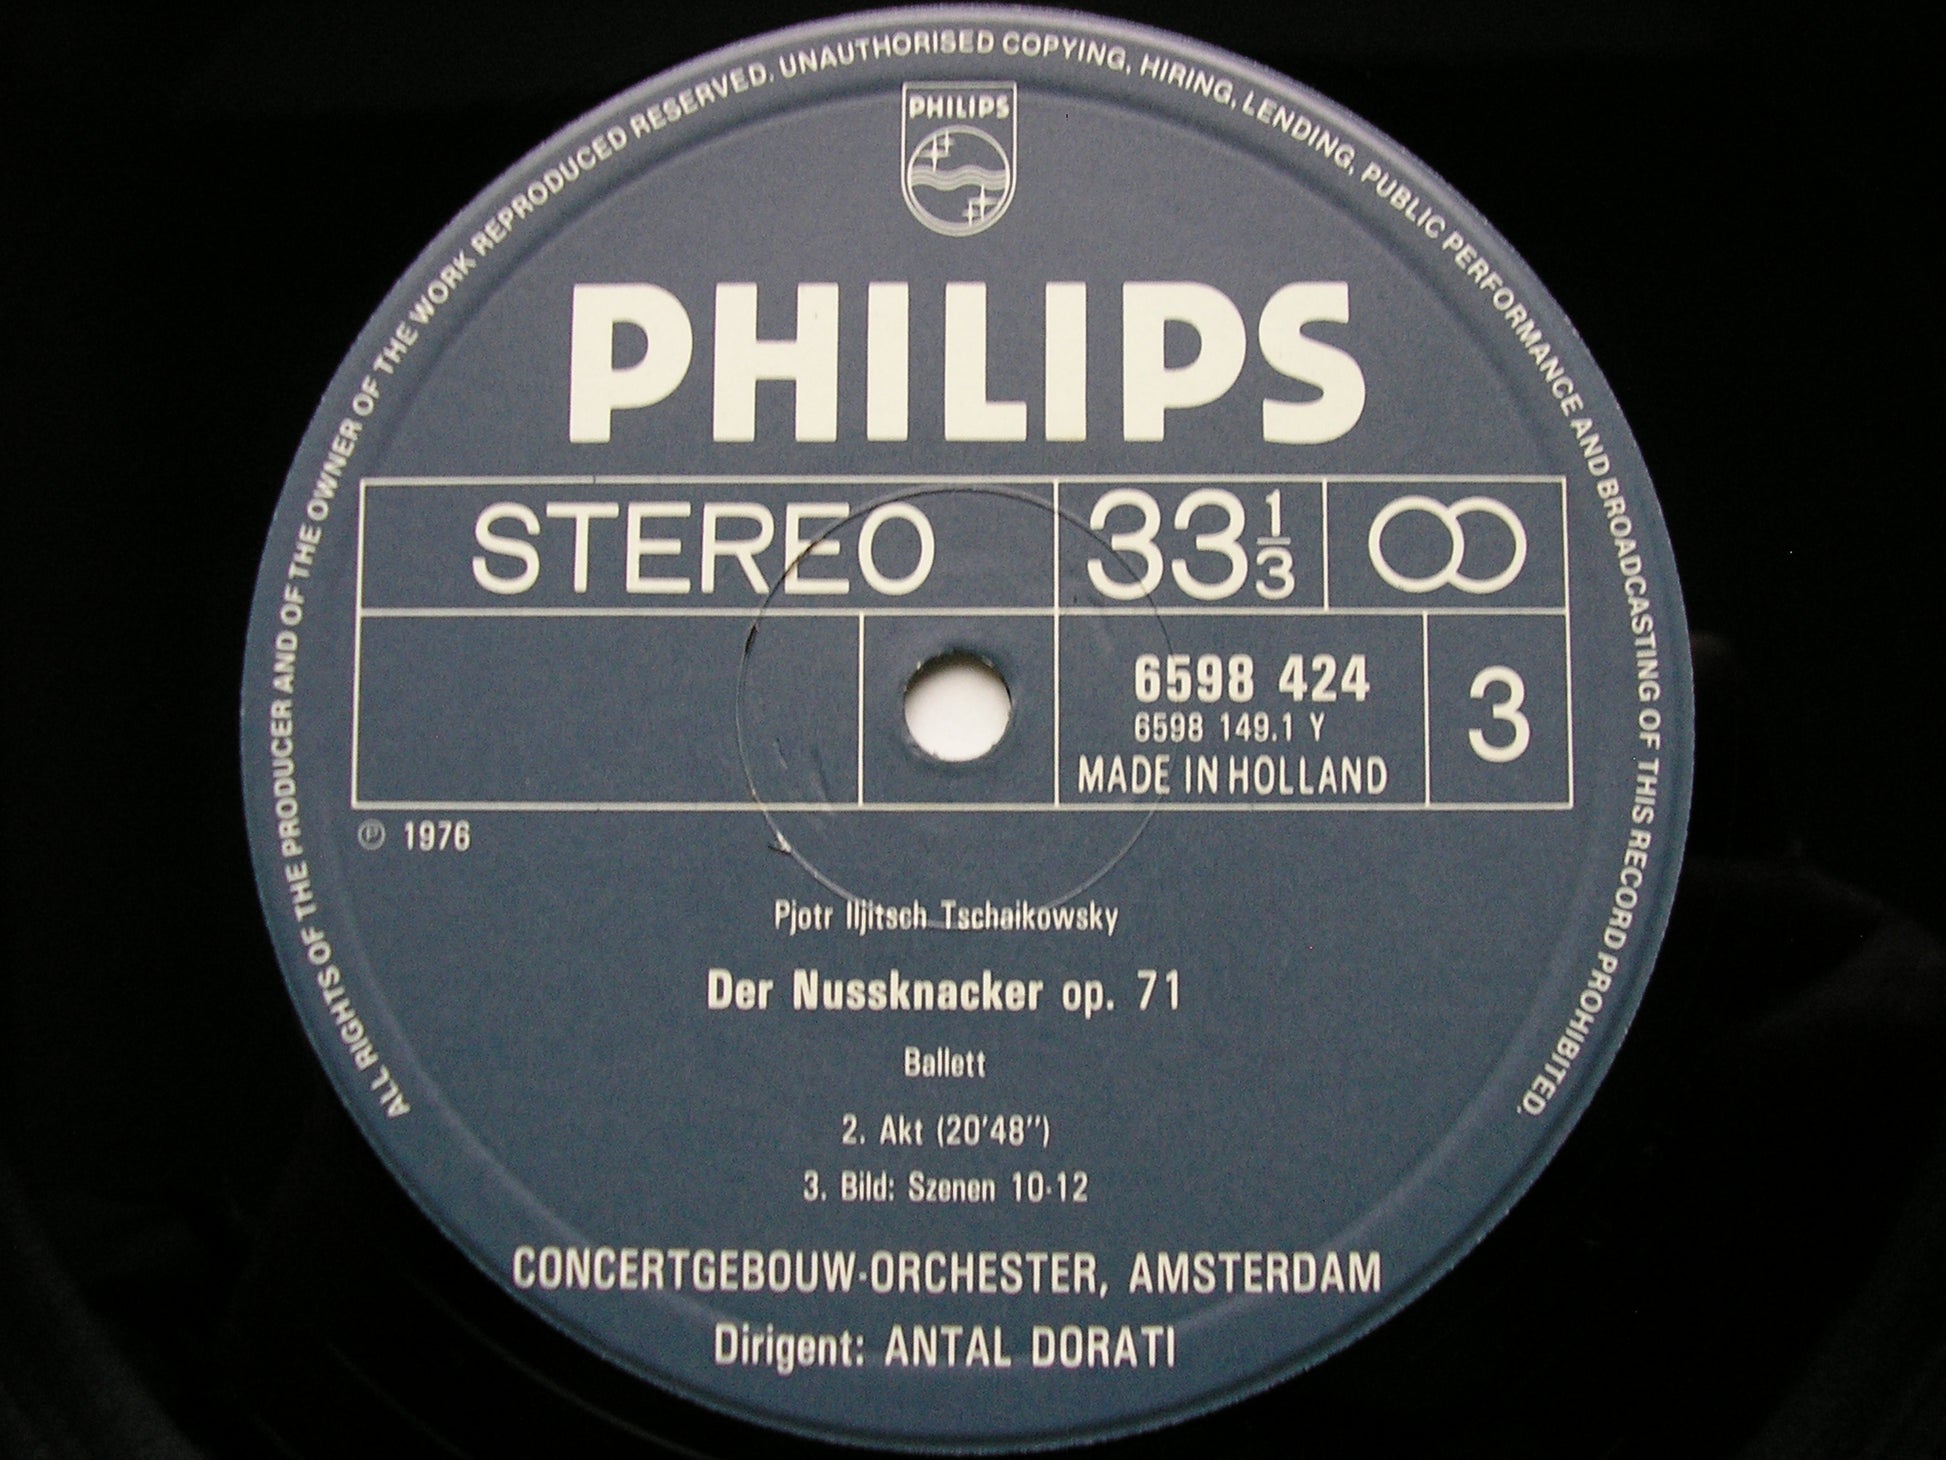 ALL RIGHTS OF THE PRODUCER AND OF THE OWNER OF THE WORK REPRODUCED RESERVED. UNAUTHORISED COPYING, HIRING, LENDING, PUBLIC PERFORMANCE AND BROADCASTING OF THIS RECORD PROHIBITED.
PHILIPS
PHILIPS
STEREO 33 1/3
6598 424 3
6598 149.1 Y
MADE IN HOLLAND
℗ 1976
Pjotr Iljitsch Tschaikowsky
Der Nussknacker op. 71
Ballett
2. Akt (20'48'')
3. Bild: Szenen 10-12
CONCERTGEBOUW-ORCHESTER, AMSTERDAM
Dirigent: ANTAL DORATI